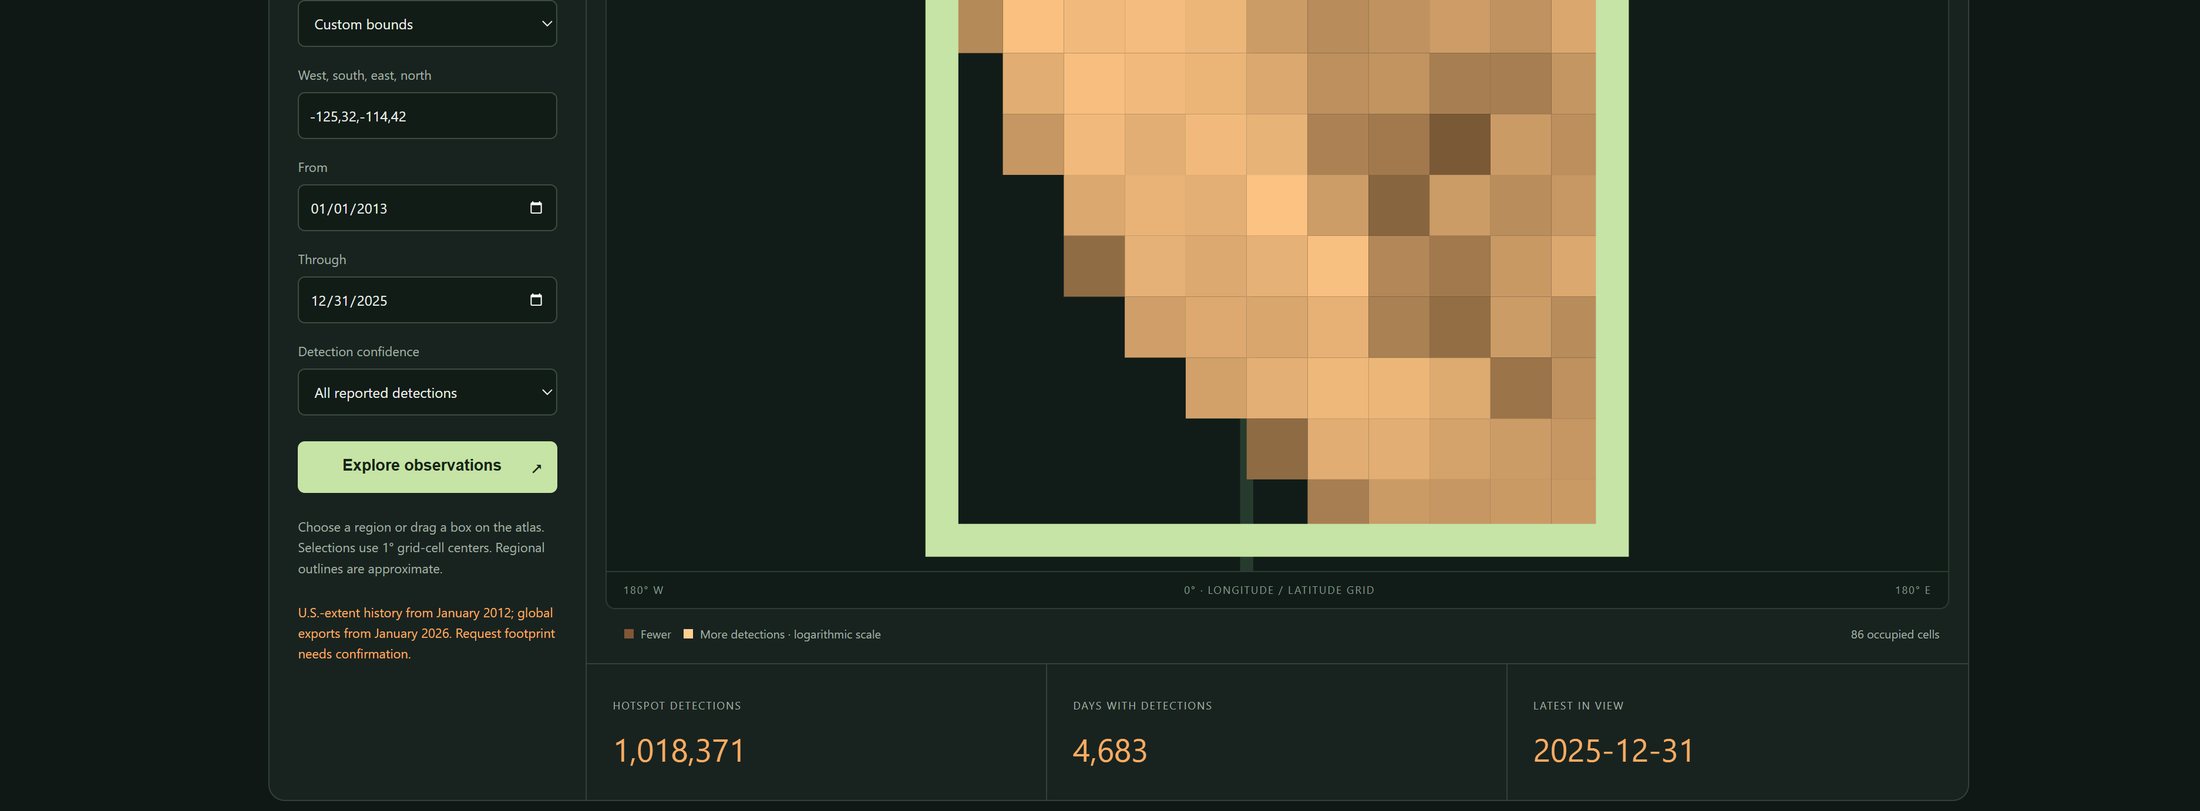 Custom bounds
West, south, east, north
-125,32,-114,42
From
01/01/2013
Through
12/31/2025
Detection confidence
All reported detections
Explore observations ↗
Choose a region or drag a box on the atlas.
Selections use 1° grid-cell centers. Regional
outlines are approximate.
U.S.-extent history from January 2012; global
exports from January 2026. Request footprint
needs confirmation.
180° W
0° · LONGITUDE / LATITUDE GRID
180° E
Fewer
More detections · logarithmic scale
86 occupied cells
HOTSPOT DETECTIONS
1,018,371
DAYS WITH DETECTIONS
4,683
LATEST IN VIEW
2025-12-31